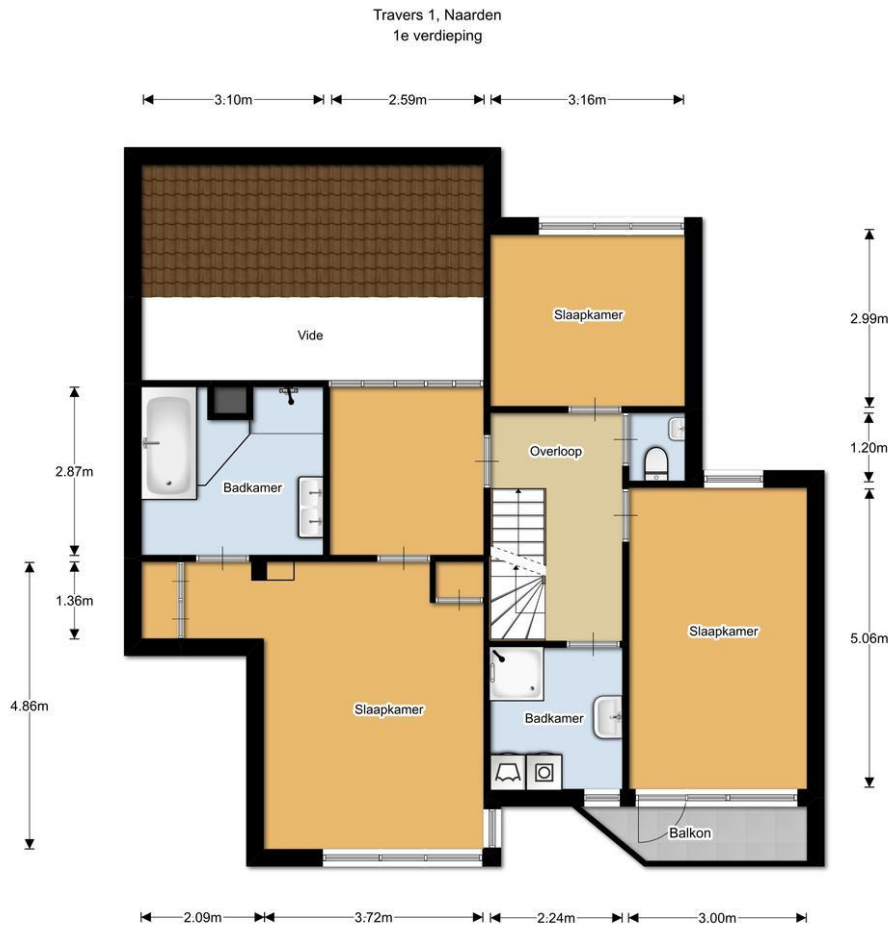 Travers 1, Naarden
1e verdieping
3.10m
2.59m
3.16m
Slaapkamer
2.99m
Vide
Overloop
1.20m
2.87m
Badkamer
1.36m
Slaapkamer
5.06m
4.86m
Slaapkamer
Badkamer
Balkon
2.09m
3.72m
2.24m
3.00m